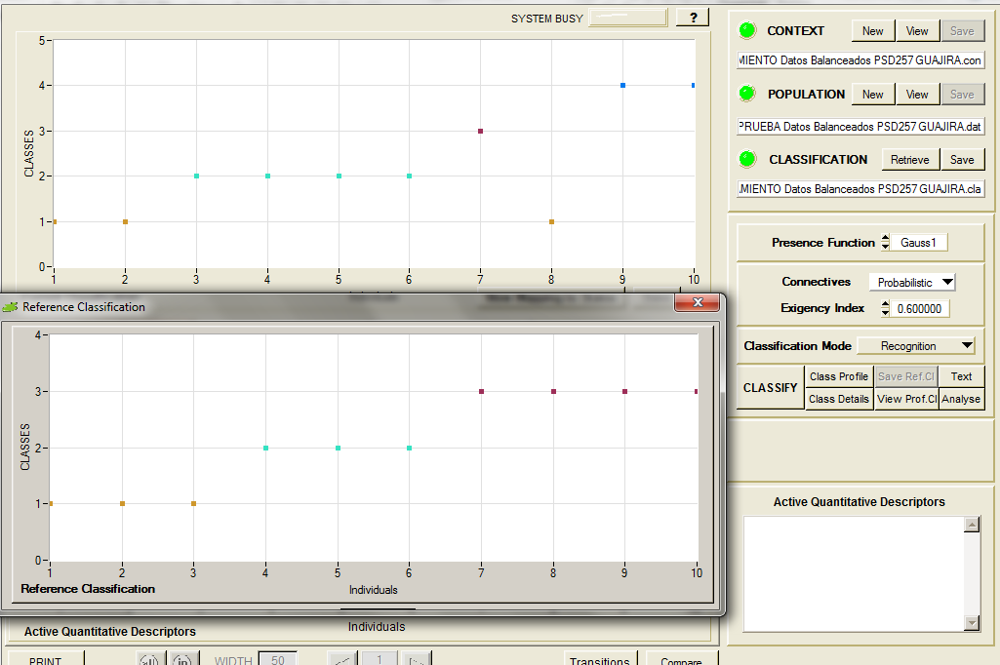 SYSTEM BUSY
?
5
4
3
2
1
0
CLASSES
1 2 3 4 5 6 7 8 9 10
Reference Classification
4
3
2
1
0
CLASSES
1 2 3 4 5 6 7 8 9 10
Reference Classification
Individuals
Individuals
Active Quantitative Descriptors
PRINT
WIDTH 50
1
Transitions
Compare
CONTEXT New View Save
MIENTO Datos Balanceados PSD257 GUAJIRA.con
POPULATION New View Save
PRUEBA Datos Balanceados PSD257 GUAJIRA.dat
CLASSIFICATION Retrieve Save
AMIENTO Datos Balanceados PSD257 GUAJIRA.cla
Presence Function Gauss1
Connectives Probabilistic
Exigency Index 0.600000
Classification Mode Recognition
CLASSIFY
Class Profile Save Ref.Cl Text
Class Details View Prof.Cl Analyse
Active Quantitative Descriptors